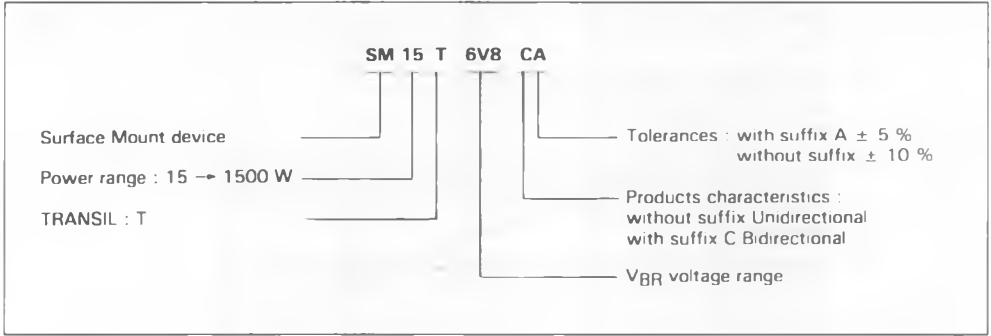 SM 15 T 6V8 CA
Surface Mount device
Power range : 15 → 1500 W
TRANSIL : T
Tolerances : with suffix A ± 5 %
without suffix ± 10 %
Products characteristics :
without suffix Unidirectional
with suffix C Bidirectional
VBR voltage range